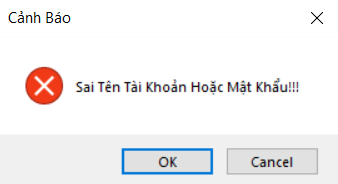 Cảnh Báo
Sai Tên Tài Khoản Hoặc Mật Khẩu!!!
OK
Cancel